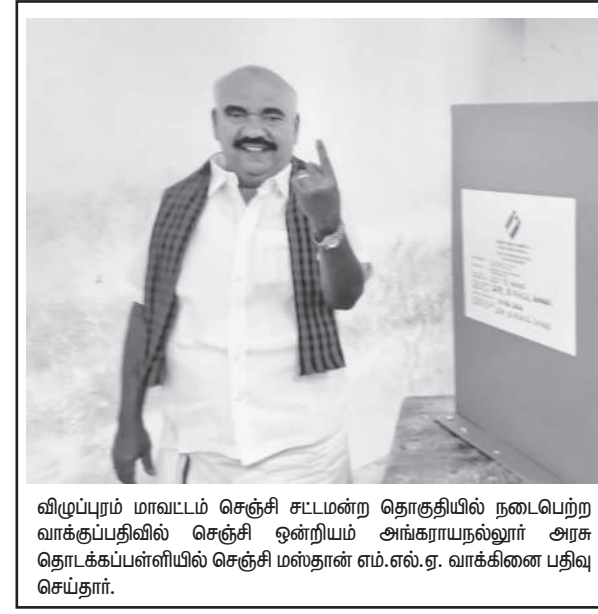 விழுப்புரம் மாவட்டம் செஞ்சி சட்டமன்ற தொகுதியில் நடைபெற்ற
வாக்குப்பதிவில் செஞ்சி ஒன்றியம் அங்கராயநல்லூர் அரசு
தொடக்கப்பள்ளியில் செஞ்சி மஸ்தான் எம்.எல்.ஏ. வாக்கினை பதிவு
செய்தார்.